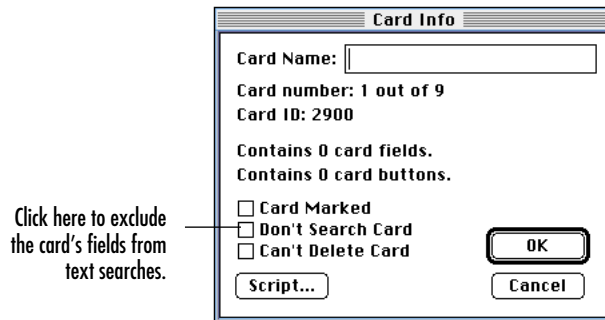 Card Info
Card Name:
Card number: 1 out of 9
Card ID: 2900
Contains 0 card fields.
Contains 0 card buttons.
Card Marked
Don't Search Card
Can't Delete Card
Click here to exclude
the card's fields from
text searches.
OK
Script...
Cancel